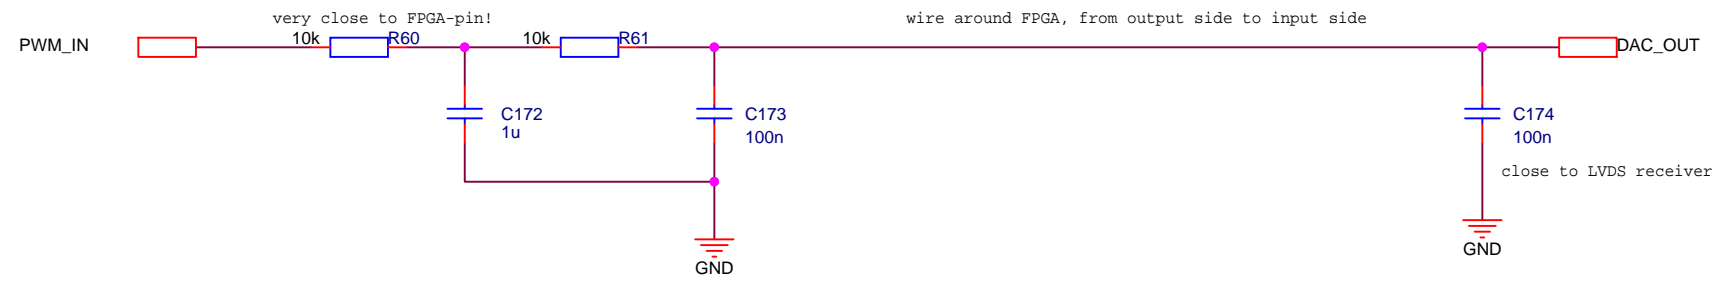 very close to FPGA-pin!
wire around FPGA, from output side to input side
PWM_IN
10k
R60
10k
R61
DAC_OUT
C172
1u
C173
100n
C174
100n
close to LVDS receiver
GND
GND